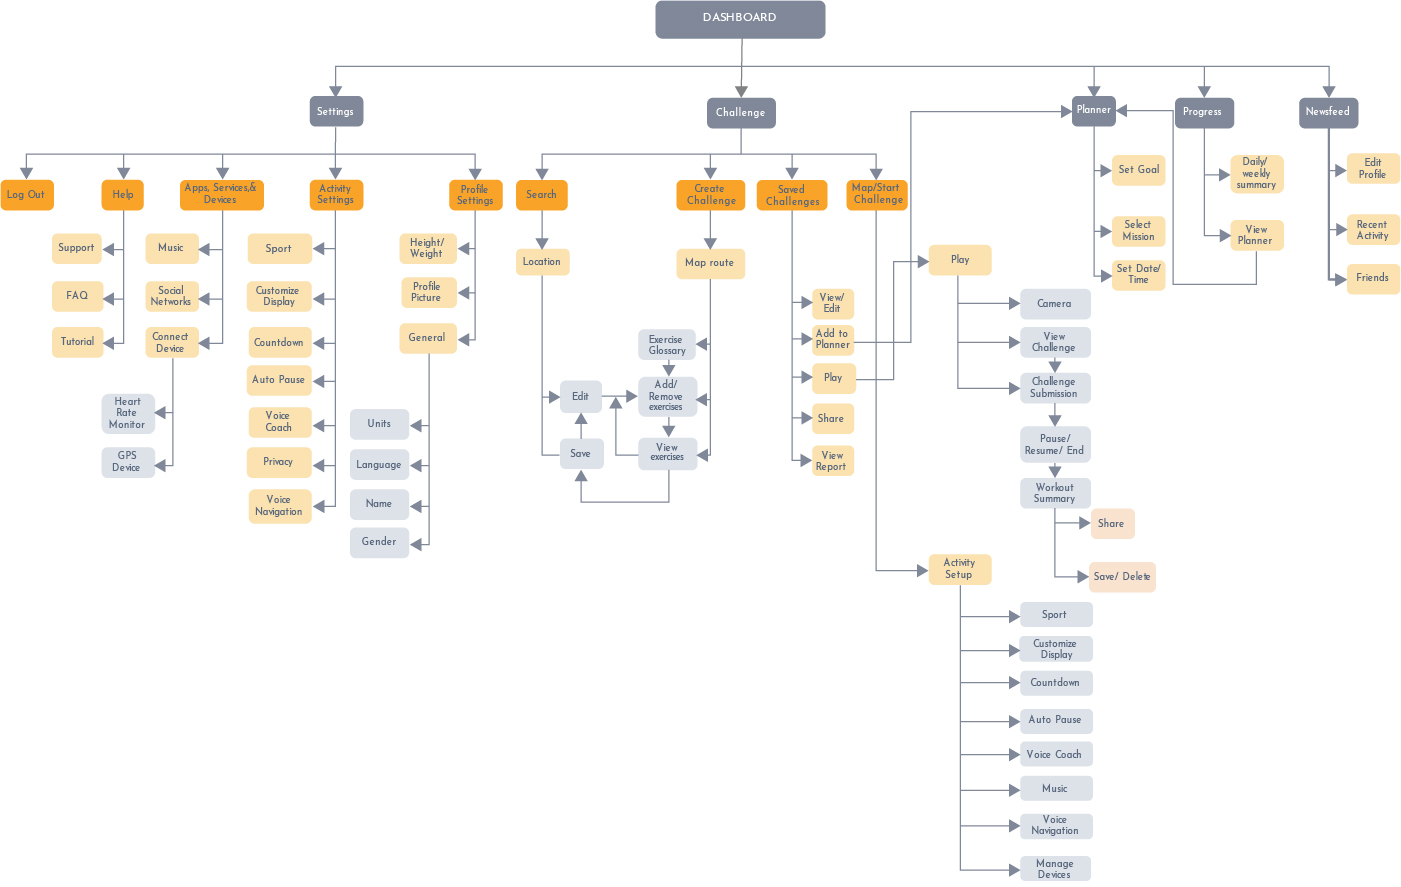 DASHBOARD
Settings
Challenge
Planner
Progress
Newsfeed
Log Out
Help
Apps, Services,&
Devices
Activity
Settings
Profile
Settings
Search
Create
Challenge
Saved
Challenges
Map/Start
Challenge
Set Goal
Daily/
weekly
summary
Edit
Profile
Support
Music
Sport
Height/
Weight
Location
Map route
Play
Select
Mission
View
Planner
Recent
Activity
FAQ
Social
Networks
Customize
Display
Profile
Picture
View/
Edit
Camera
Set Date/
Time
Friends
Tutorial
Connect
Device
Countdown
General
Exercise
Glossary
Add to
Planner
View
Challenge
Auto Pause
Edit
Add/
Remove
exercises
Play
Challenge
Submission
Heart
Rate
Monitor
Voice
Coach
Units
Share
Pause/
Resume/ End
GPS
Device
Privacy
Language
Save
View
exercises
View
Report
Voice
Navigation
Name
Workout
Summary
Gender
Share
Activity
Setup
Save/ Delete
Sport
Customize
Display
Countdown
Auto Pause
Voice Coach
Music
Voice
Navigation
Manage
Devices